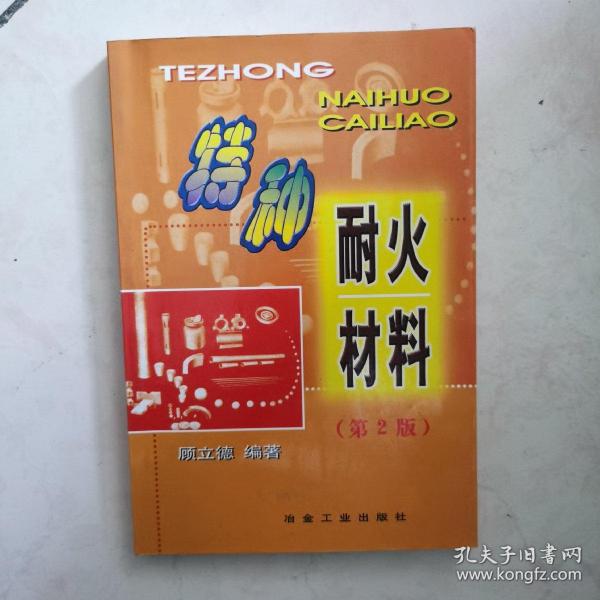 TEZHONG
NAIHUO
CAILIAO
特种
耐火
材料
(第2版)
顾立德 编著
冶金工业出版社
孔夫子旧书网
www.kongfz.com